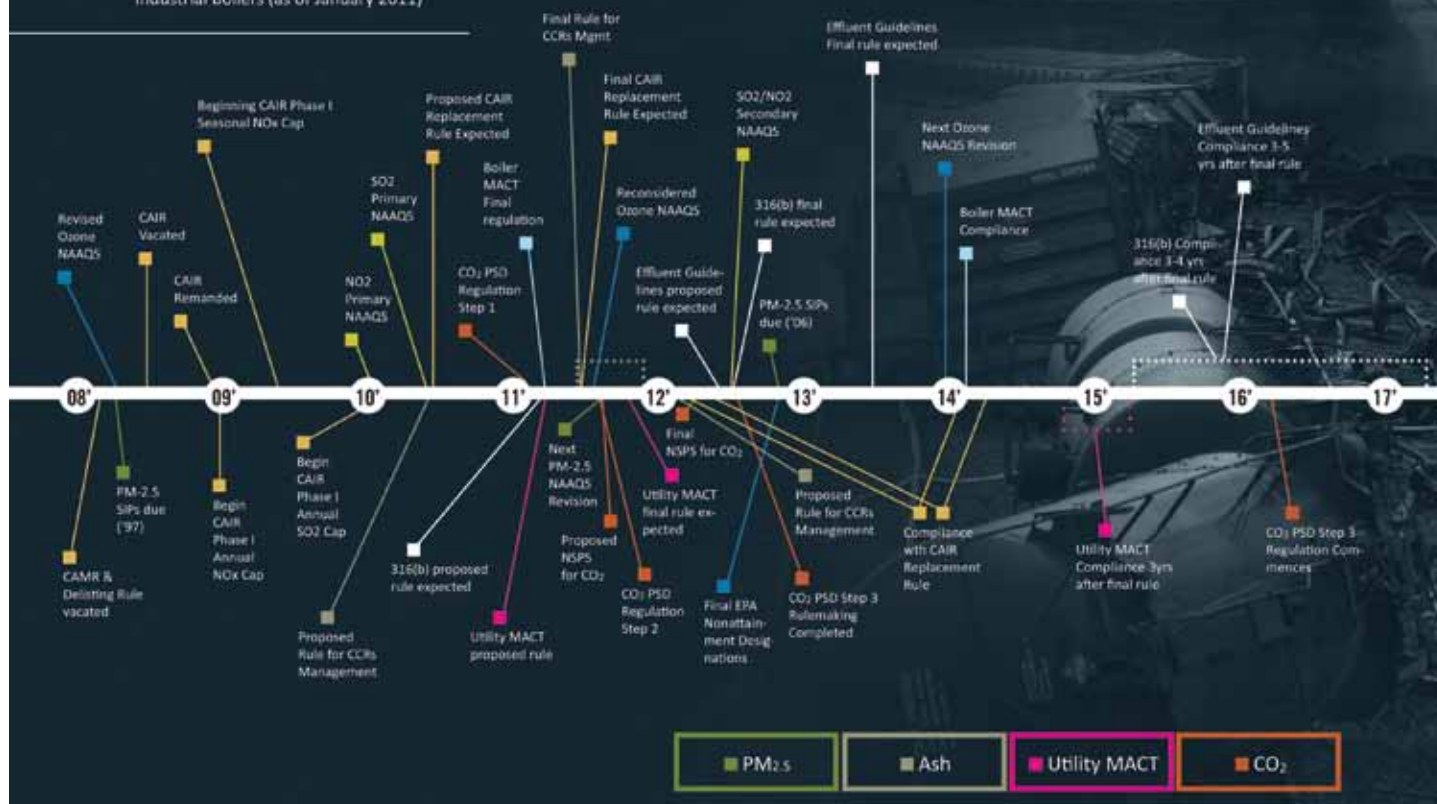 Industrial Boilers (as of January 2011)
Final Rule for
CCRs Mgmt
Effluent Guidelines
Final rule expected
Beginning CAIR Phase I
Seasonal NOx Cap
Proposed CAIR
Replacement
Rule Expected
Final CAIR
Replacement
Rule Expected
SO2/NO2
Secondary
NAAQS
Next Ozone
NAAQS Revision
Effluent Guidelines
Compliance 3-5
yrs after final rule
Revised
Ozone
NAAQS
CAIR
Vacated
SO2
Primary
NAAQS
Boiler
MACT
Final
regulation
Reconsidered
Ozone NAAQS
316(b) final
rule expected
Boiler MACT
Compliance
316(b) Compli-
ance 3-4 yrs
after final rule
CAIR
Remanded
NO2
Primary
NAAQS
CO2 PSD
Regulation
Step 1
Effluent Guide-
lines proposed
rule expected
PM-2.5 SIPs
due ('06)
08' 09' 10' 11' 12' 13' 14' 15' 16' 17'
CAMR &
Delisting Rule
vacated
PM-2.5
SIPs due
('97)
Begin
CAIR
Phase I
Annual
NOx Cap
Begin
CAIR
Phase I
Annual
SO2 Cap
Proposed
Rule for CCRs
Management
316(b) proposed
rule expected
Utility MACT
proposed rule
Next
PM-2.5
NAAQS
Revision
Proposed
NSPS
for CO2
CO2 PSD
Regulation
Step 2
Utility MACT
final rule ex-
pected
Final
NSPS for CO2
Final EPA
Nonattain-
ment Desig-
nations
Proposed
Rule for CCRs
Management
CO2 PSD Step 3
Rulemaking
Completed
Compliance
with CAIR
Replacement
Rule
Utility MACT
Compliance 3yrs
after final rule
CO2 PSD Step 3
Regulation Com-
mences
PM2.5
Ash
Utility MACT
CO2